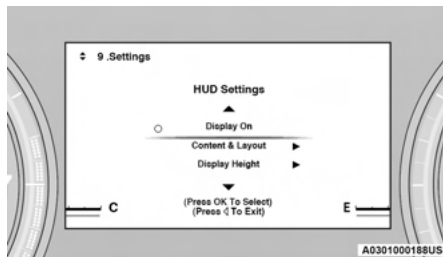 9 .Settings
HUD Settings
Display On
Content & Layout
Display Height
(Press OK To Select)
(Press ◁ To Exit)
C
E
A0301000188US